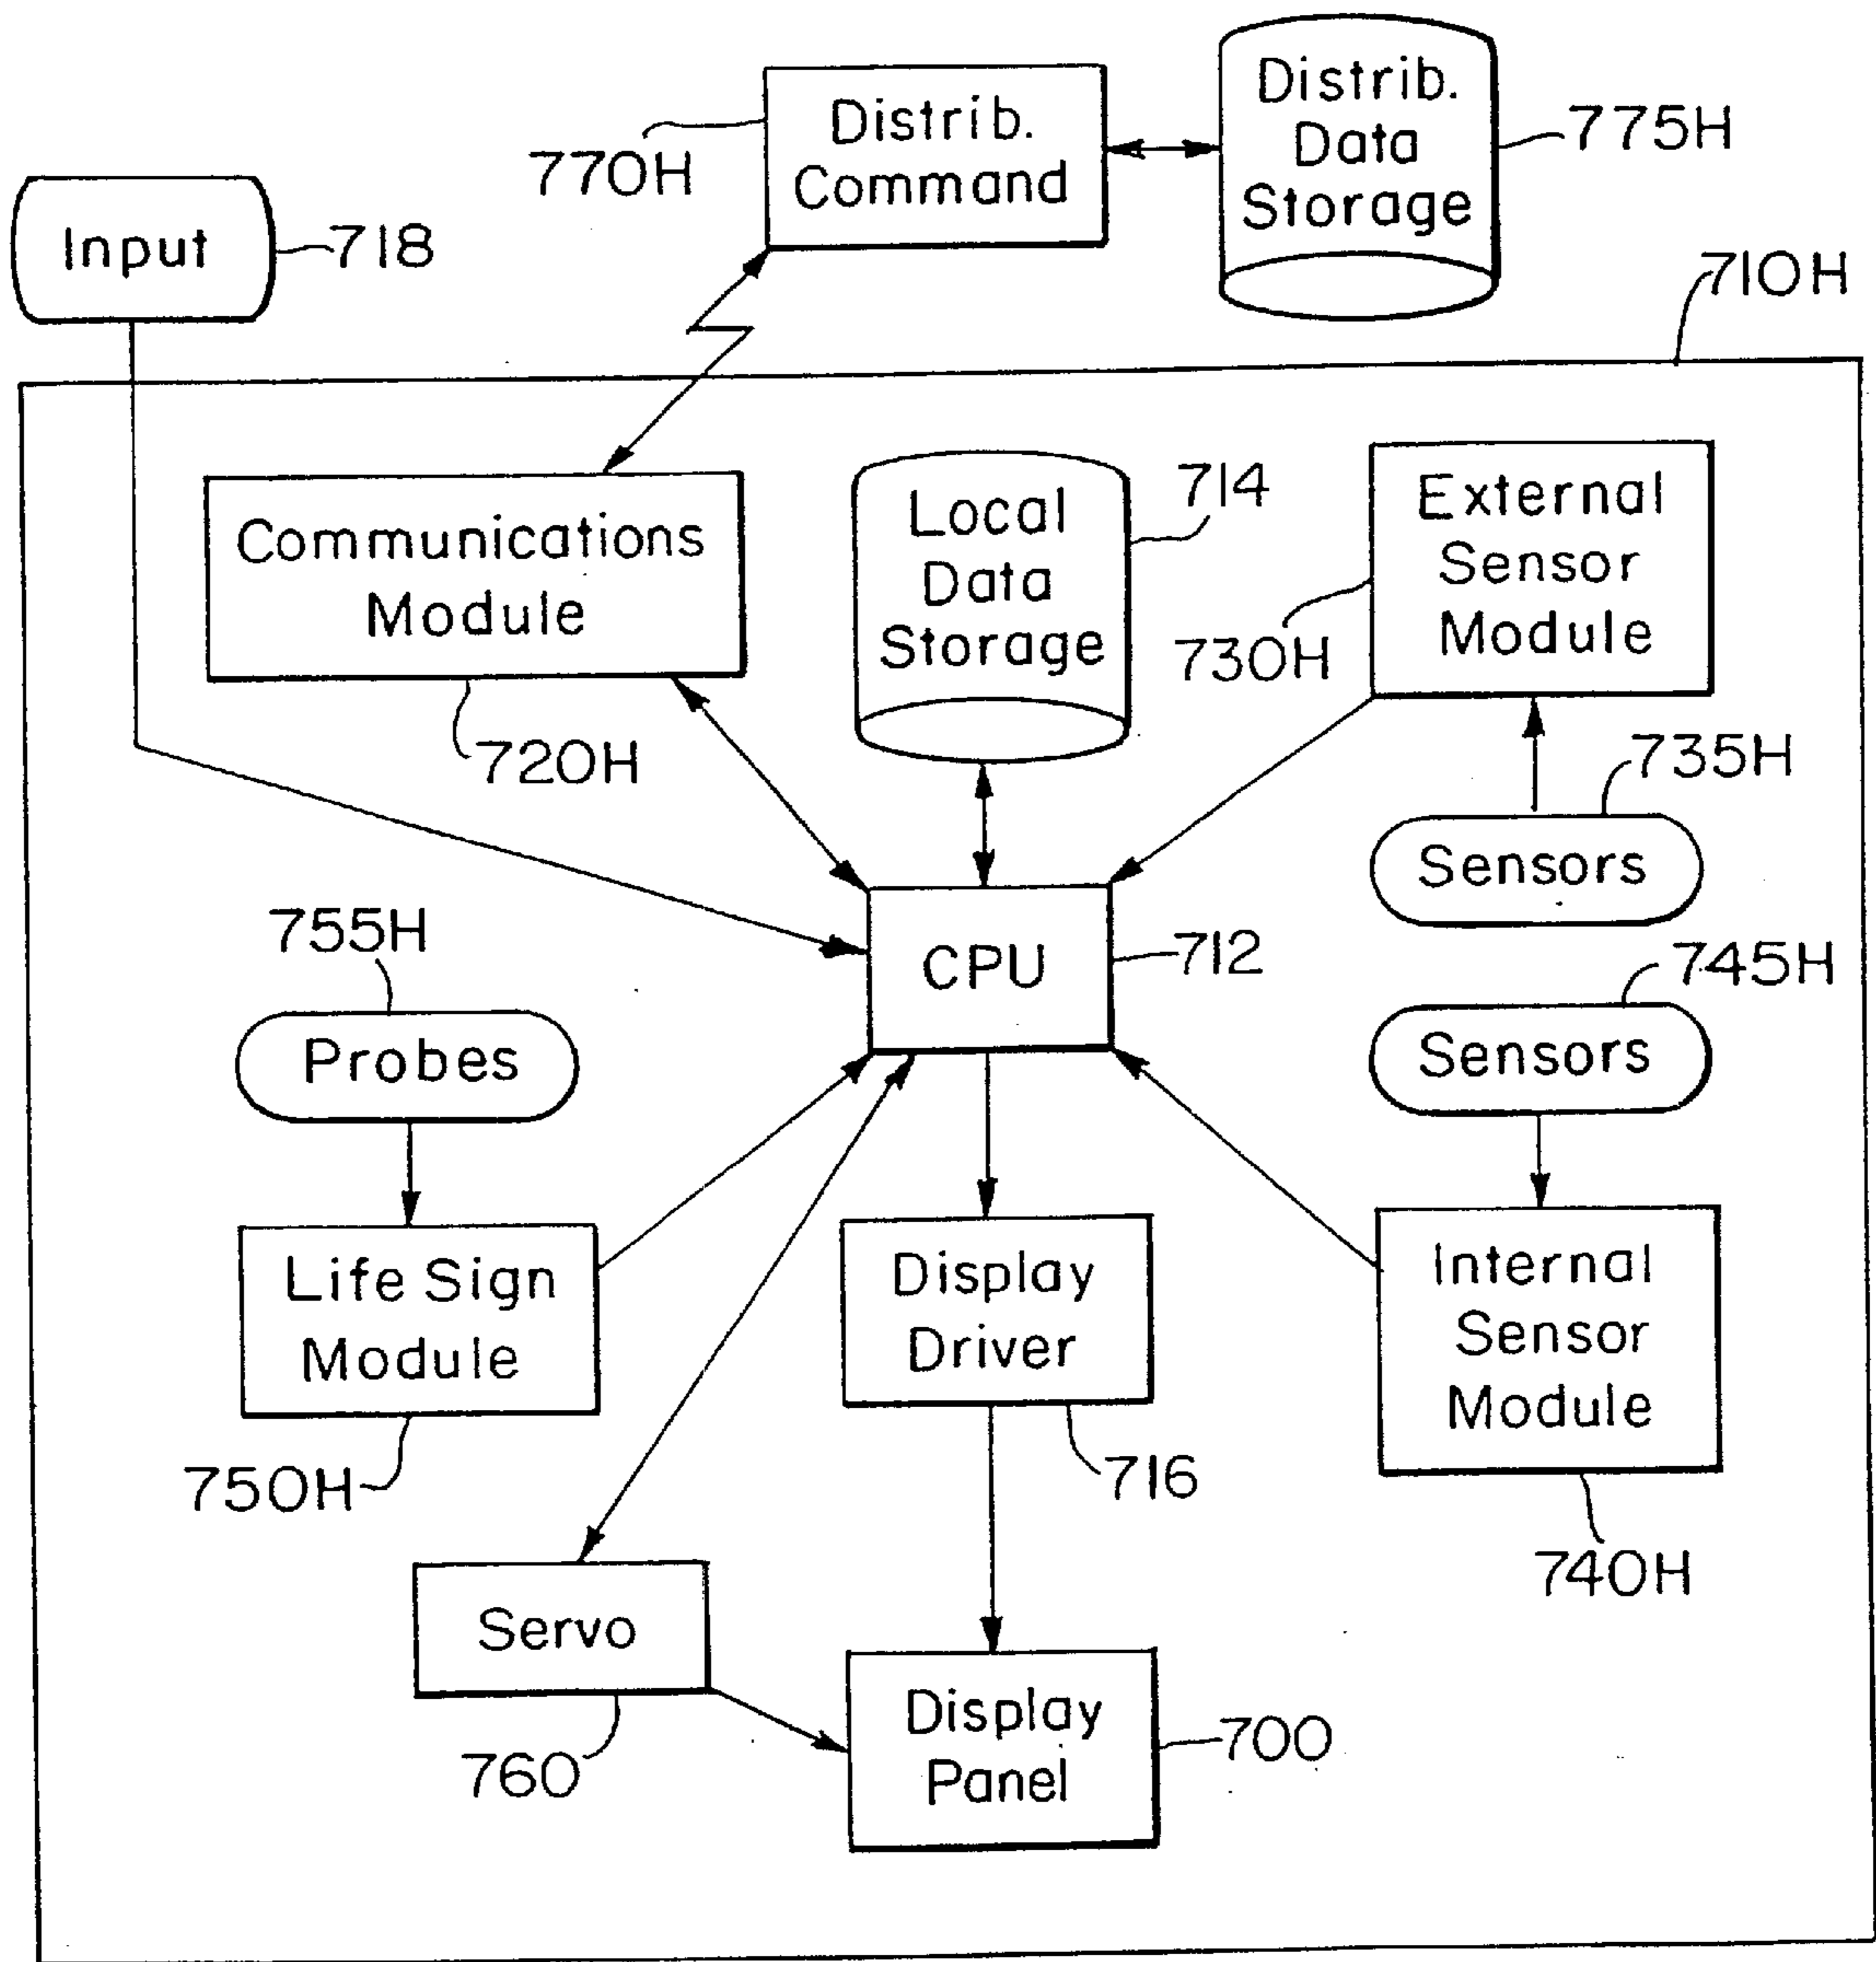 Distrib.
Command
770H
Distrib.
Data
Storage
775H
Input
718
710H
Communications
Module
720H
Local
Data
Storage
714
External
Sensor
Module
730H
735H
Sensors
CPU
712
755H
Probes
745H
Sensors
Life Sign
Module
750H
Display
Driver
716
Internal
Sensor
Module
740H
Servo
760
Display
Panel
700